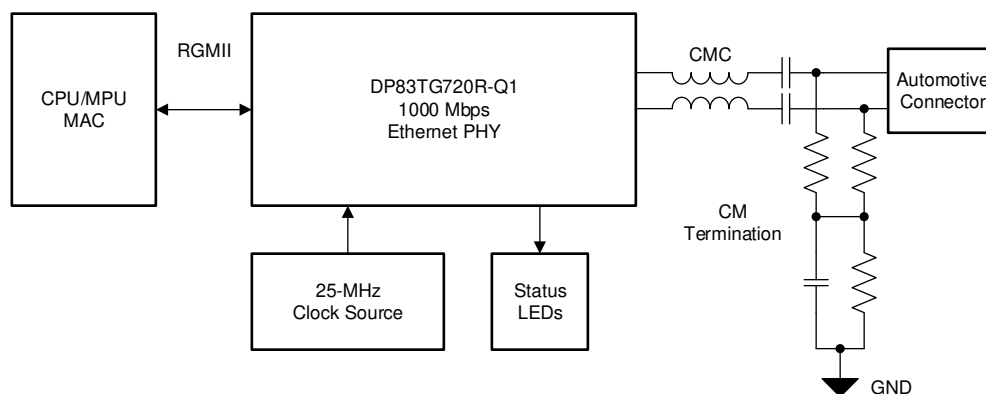 RGMII
CPU/MPU
MAC
DP83TG720R-Q1
1000 Mbps
Ethernet PHY
CMC
Automotive
Connector
CM
Termination
25-MHz
Clock Source
Status
LEDs
GND